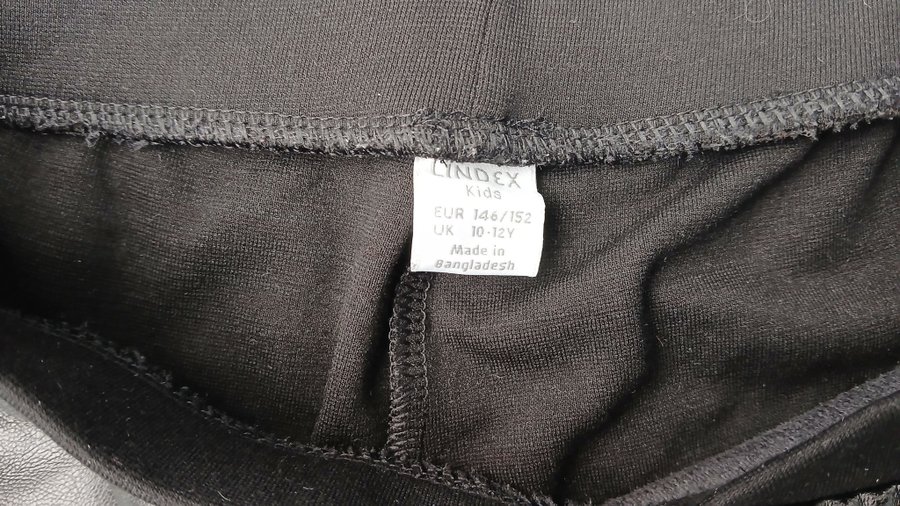 LINDEX
Kids
EUR 146/152
UK 10-12Y
Made in
Bangladesh